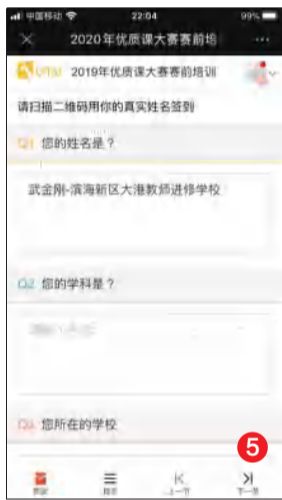 中国移动 22:04 99%
2020年优质课大赛赛前培 ···
2019年优质课大赛赛前培训
请扫描二维码用你的真实姓名签到
Q1 您的姓名是？
武金刚-滨海新区大港教师进修学校
Q2 您的学科是？
Q3 您所在的学校
5
上一节 下一节